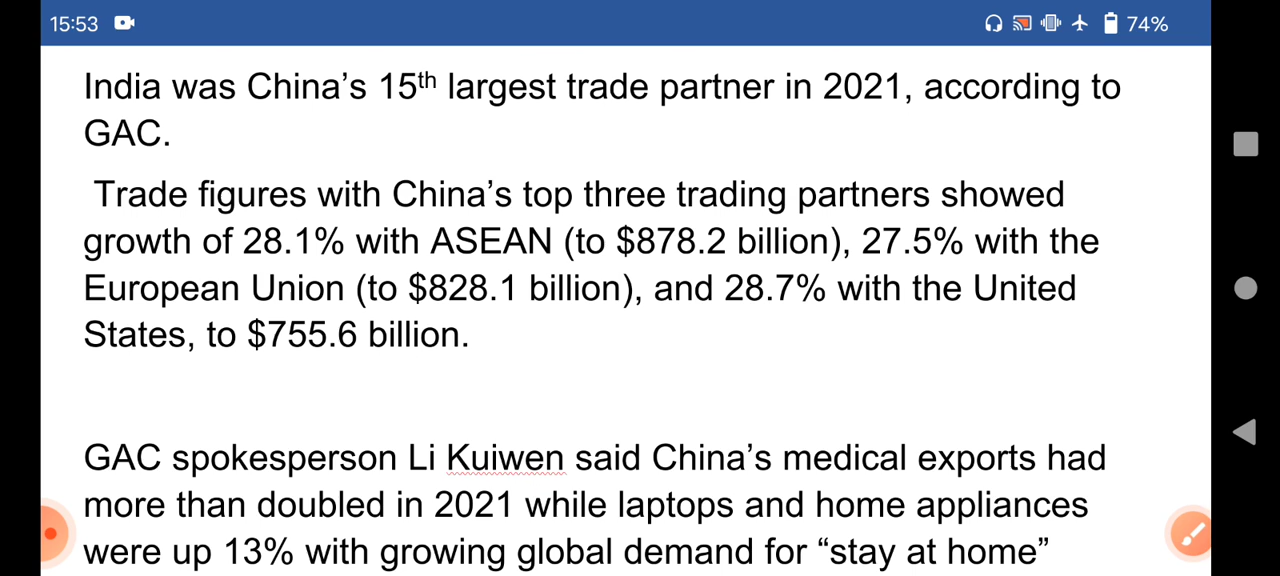 15:53
74%
India was China’s 15th largest trade partner in 2021, according to
GAC.
Trade figures with China’s top three trading partners showed
growth of 28.1% with ASEAN (to $878.2 billion), 27.5% with the
European Union (to $828.1 billion), and 28.7% with the United
States, to $755.6 billion.
GAC spokesperson Li Kuiwen said China’s medical exports had
more than doubled in 2021 while laptops and home appliances
were up 13% with growing global demand for “stay at home”